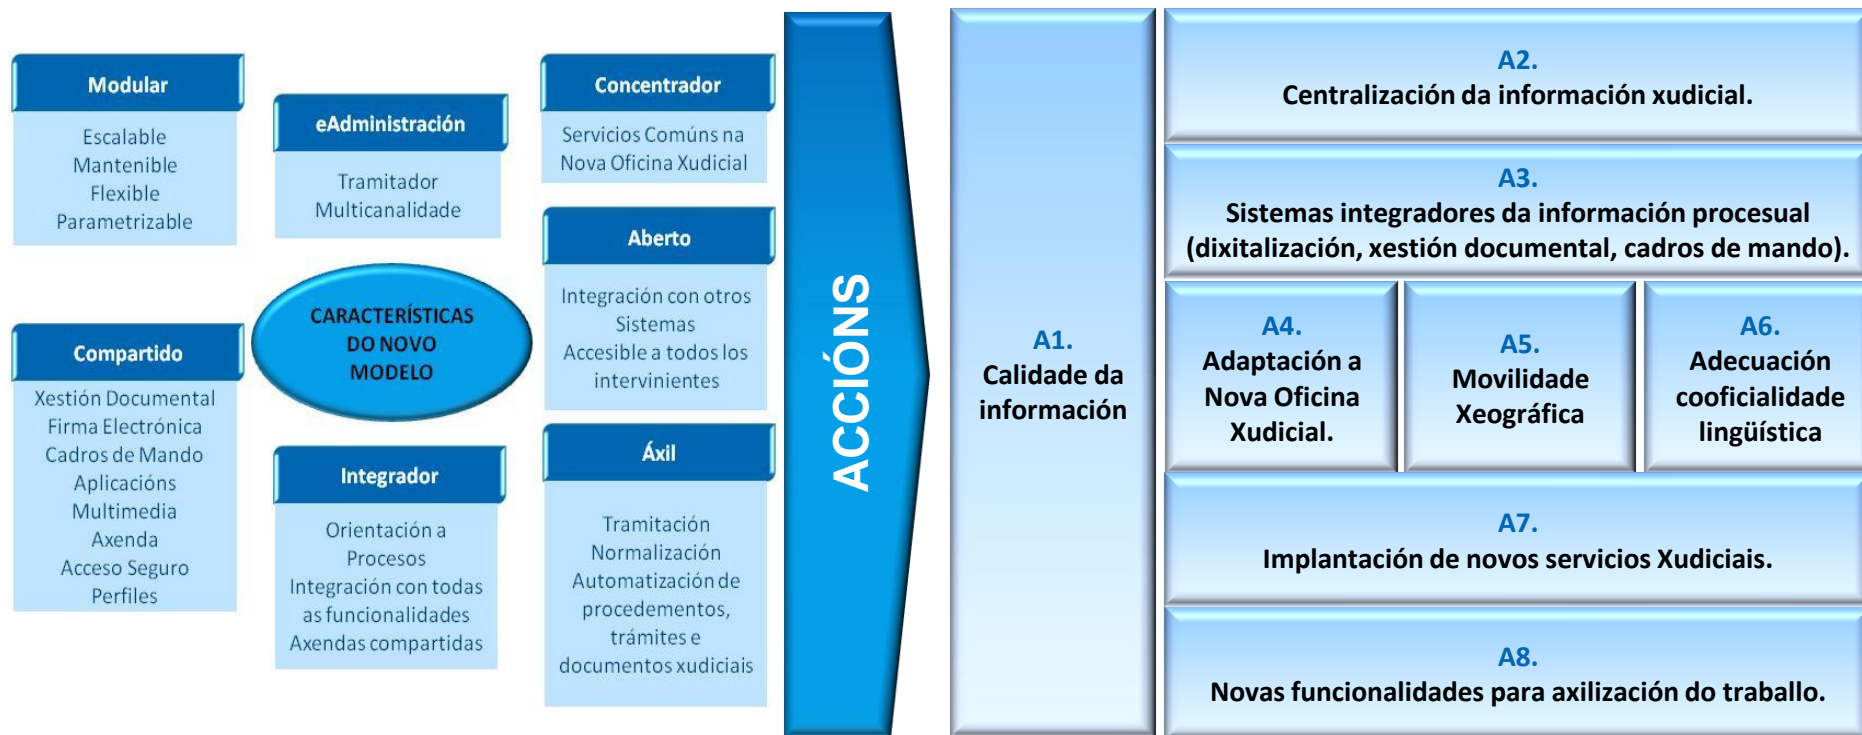 Modular
Escalable
Mantenible
Flexible
Parametrizable
eAdministración
Tramitador
Multicanalidade
Concentrador
Servicios Comúns na
Nova Oficina Xudicial
Aberto
Integración con otros
Sistemas
Accesible a todos los
intervinientes
CARACTERÍSTICAS
DO NOVO
MODELO
Compartido
Xestión Documental
Firma Electrónica
Cadros de Mando
Aplicacións
Multimedia
Axenda
Acceso Seguro
Perfiles
Integrador
Orientación a
Procesos
Integración con todas
as funcionalidades
Axendas compartidas
Áxil
Tramitación
Normalización
Automatización de
procedementos,
trámites e
documentos xudiciais
ACCIÓNS
A1.
Calidade da
información
A2.
Centralización da información xudicial.
A3.
Sistemas integradores da información procesual
(dixitalización, xestión documental, cadros de mando).
A4.
Adaptación a
Nova Oficina
Xudicial.
A5.
Movilidade
Xeográfica
A6.
Adecuación
cooficialidade
lingüística
A7.
Implantación de novos servicios Xudiciais.
A8.
Novas funcionalidades para axilización do traballo.